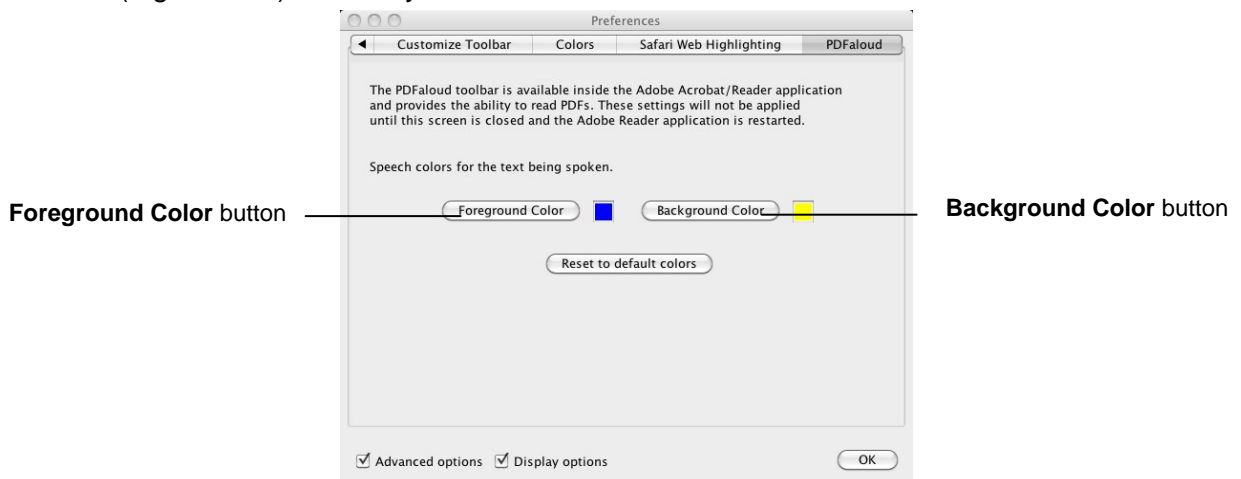 Preferences
Customize Toolbar Colors Safari Web Highlighting PDFaloud
The PDFaloud toolbar is available inside the Adobe Acrobat/Reader application
and provides the ability to read PDFs. These settings will not be applied
until this screen is closed and the Adobe Reader application is restarted.
Speech colors for the text being spoken.
Foreground Color button
Foreground Color
Background Color
Background Color button
Reset to default colors
Advanced options Display options OK